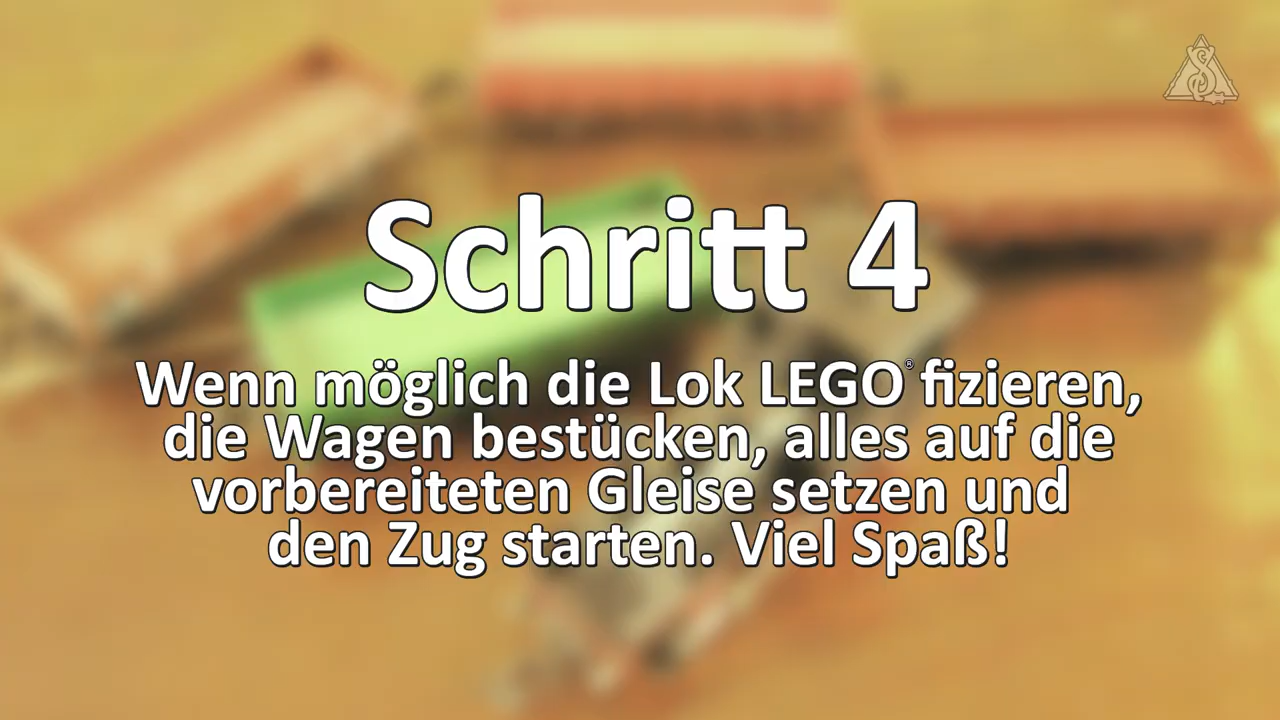 Schritt 4
Wenn möglich die Lok LEGO® fizieren,
die Wagen bestücken, alles auf die
vorbereiteten Gleise setzen und
den Zug starten. Viel Spaß!